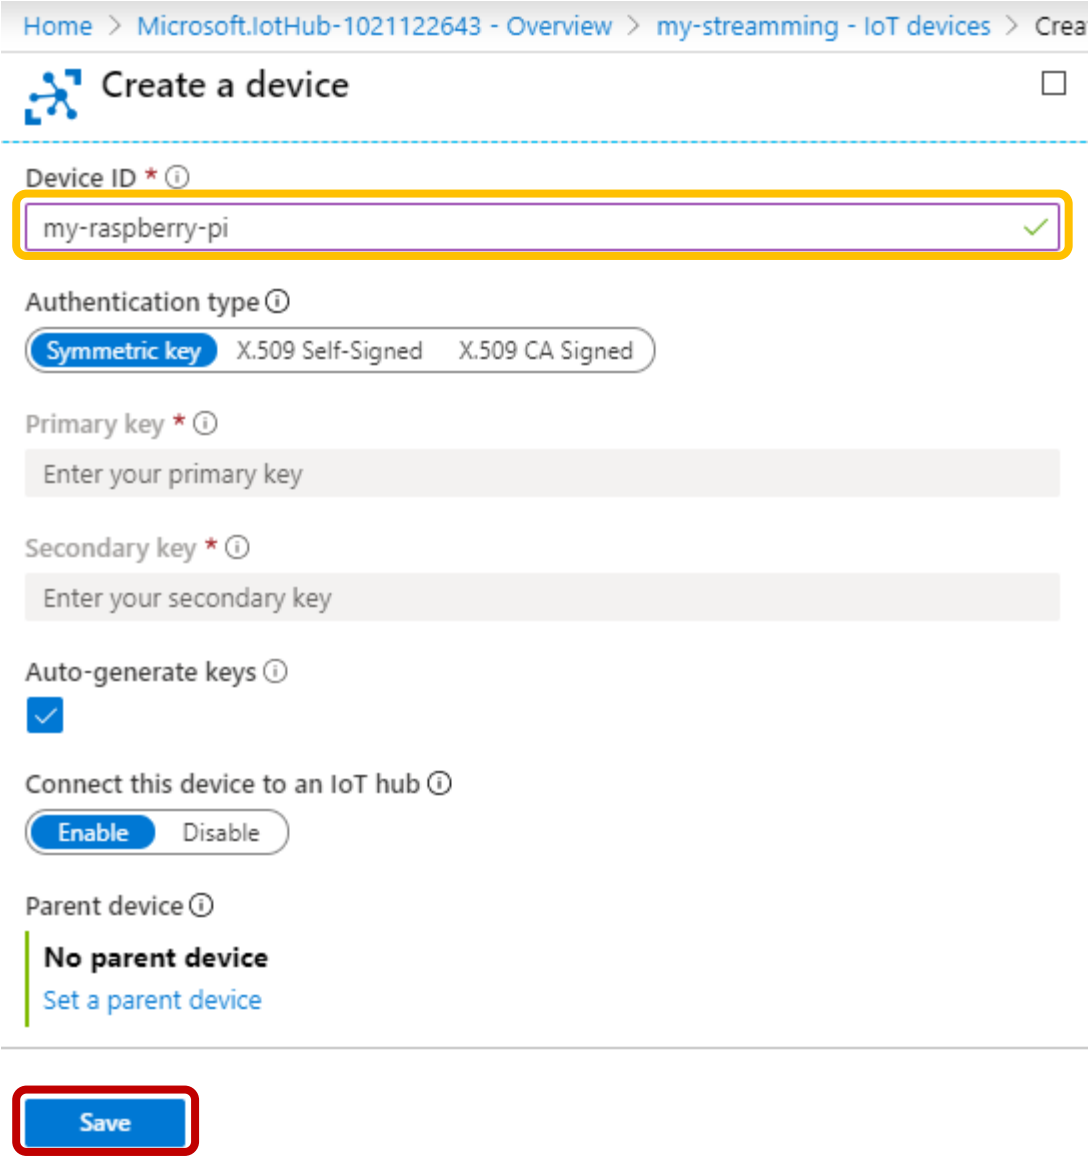 Home > Microsoft.IotHub-1021122643 - Overview > my-streamming - IoT devices > Crea
Create a device
Device ID *
my-raspberry-pi
Authentication type
Symmetric key X.509 Self-Signed X.509 CA Signed
Primary key *
Enter your primary key
Secondary key *
Enter your secondary key
Auto-generate keys
Connect this device to an IoT hub
Enable Disable
Parent device
No parent device
Set a parent device
Save